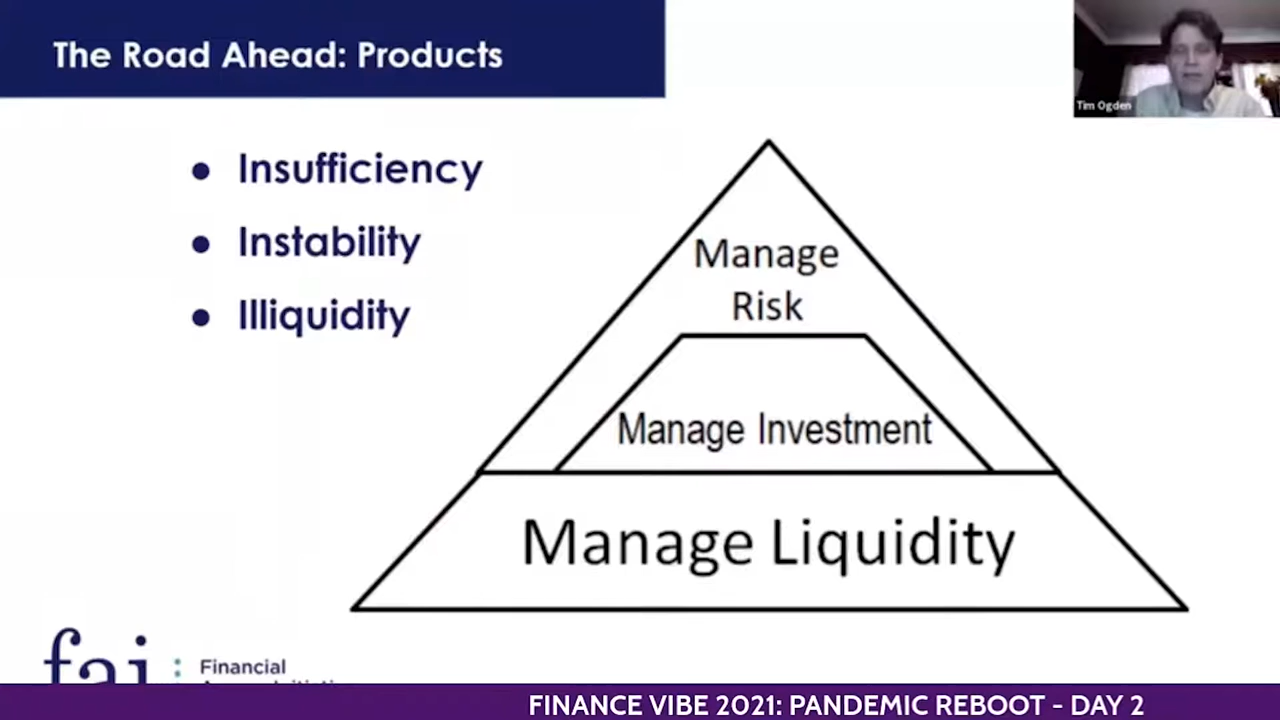 The Road Ahead: Products
Tim Ogden
● Insufficiency
● Instability
● Illiquidity
Manage
Risk
Manage Investment
Manage Liquidity
fai
Financial
FINANCE VIBE 2021: PANDEMIC REBOOT - DAY 2